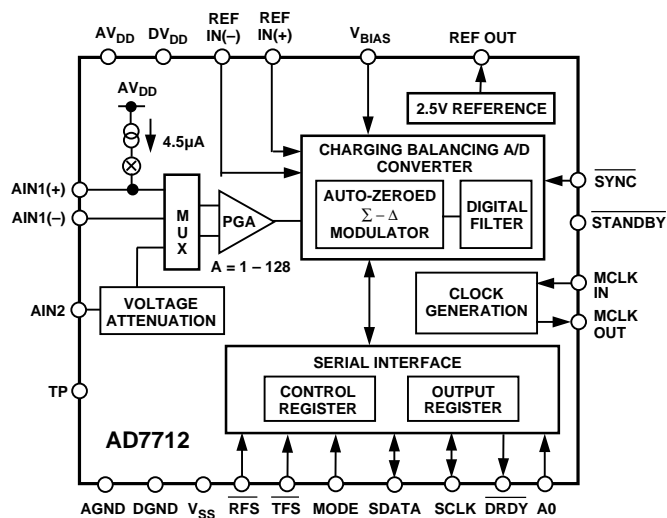 AVDD
DVDD
REF
IN(–)
REF
IN(+)
VBIAS
REF OUT
AVDD
2.5V REFERENCE
4.5µA
CHARGING BALANCING A/D
CONVERTER
AIN1(+)
AIN1(–)
MUX
PGA
AUTO-ZEROED
Σ – Δ
MODULATOR
DIGITAL
FILTER
SYNC
STANDBY
A = 1 – 128
AIN2
VOLTAGE
ATTENUATION
CLOCK
GENERATION
MCLK
IN
MCLK
OUT
SERIAL INTERFACE
TP
CONTROL
REGISTER
OUTPUT
REGISTER
AD7712
AGND
DGND
VSS
RFS
TFS
MODE
SDATA
SCLK
DRDY
A0